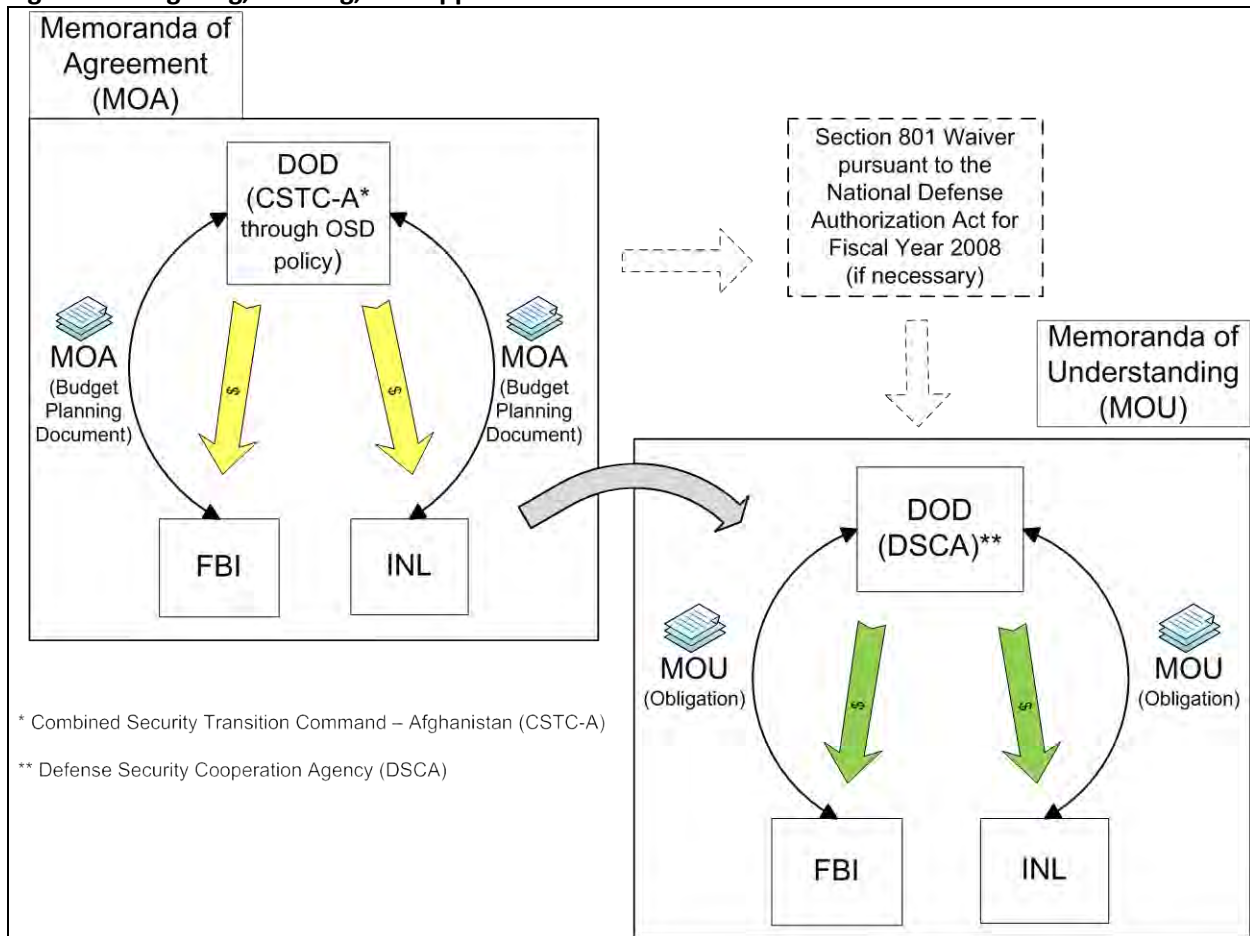 Memoranda of
Agreement
(MOA)
DOD
(CSTC-A*
through OSD
policy)
MOA
(Budget
Planning
Document)
$
$
MOA
(Budget
Planning
Document)
FBI
INL
Section 801 Waiver
pursuant to the
National Defense
Authorization Act for
Fiscal Year 2008
(if necessary)
Memoranda of
Understanding
(MOU)
DOD
(DSCA)**
MOU
(Obligation)
$
$
MOU
(Obligation)
FBI
INL
* Combined Security Transition Command – Afghanistan (CSTC-A)
** Defense Security Cooperation Agency (DSCA)